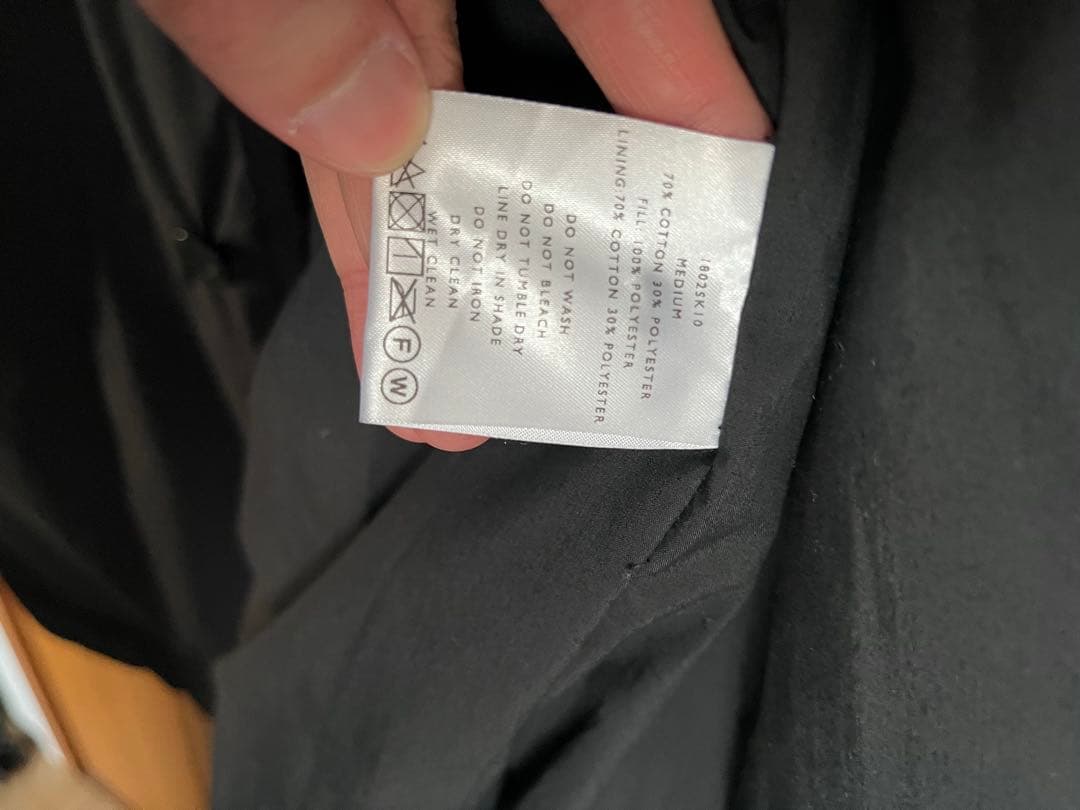 1802SK10
MEDIUM
70% COTTON 30% POLYESTER
FILL: 100% POLYESTER
LINING:70% COTTON 30% POLYESTER
DO NOT WASH
DO NOT BLEACH
DO NOT TUMBLE DRY
LINE DRY IN SHADE
DO NOT IRON
DRY CLEAN
WET CLEAN
F W